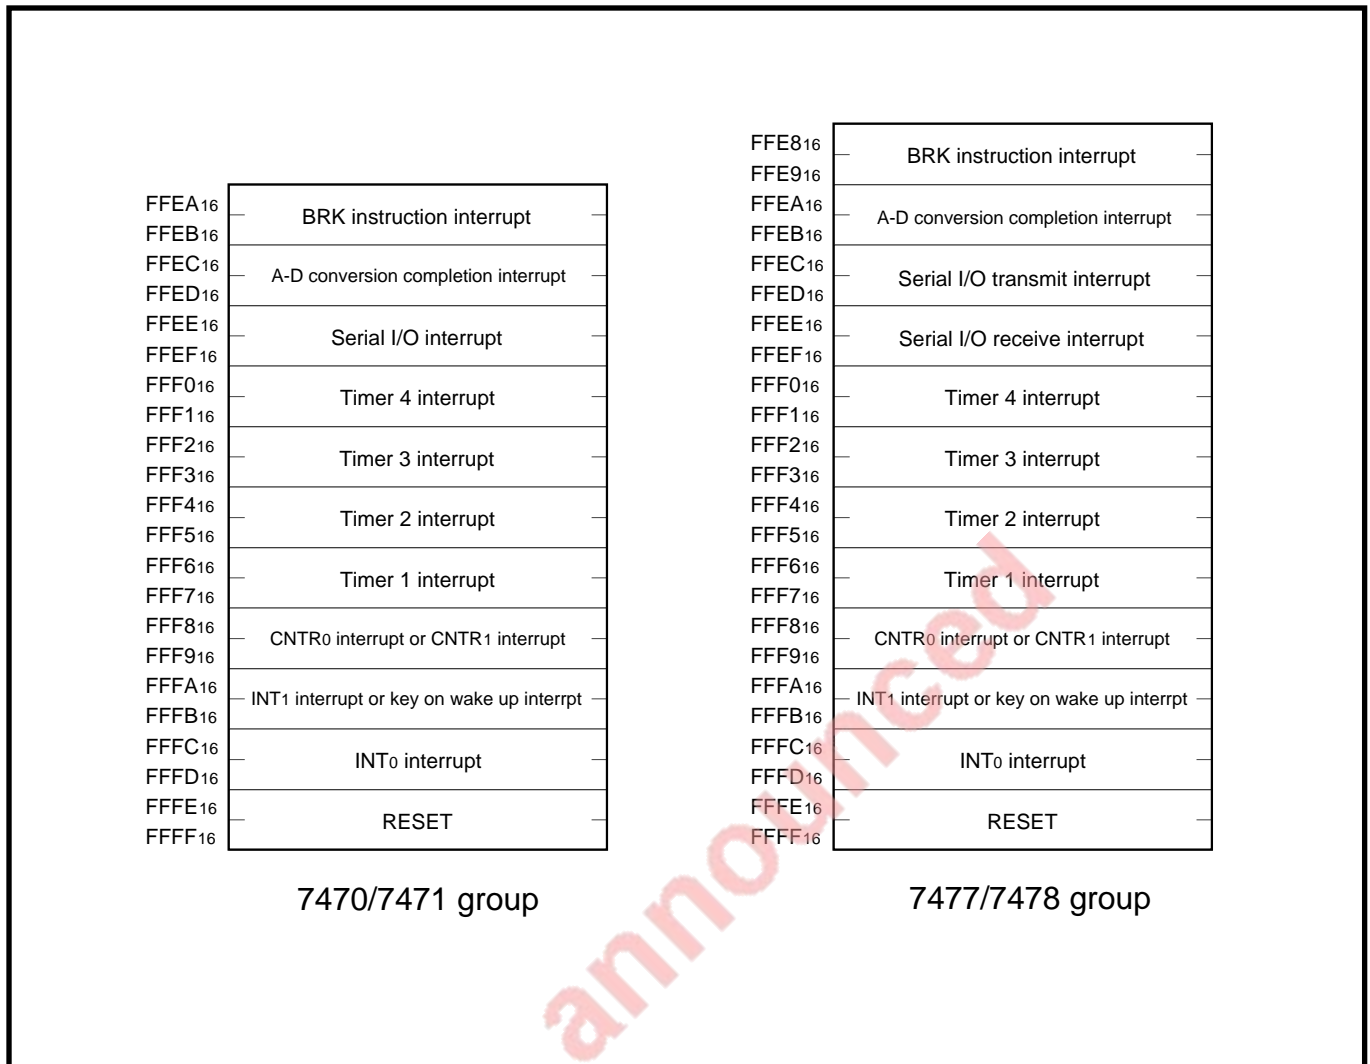 FFEA16
BRK instruction interrupt
FFEB16
FFEC16
A-D conversion completion interrupt
FFED16
FFEE16
Serial I/O interrupt
FFEF16
FFF016
Timer 4 interrupt
FFF116
FFF216
Timer 3 interrupt
FFF316
FFF416
Timer 2 interrupt
FFF516
FFF616
Timer 1 interrupt
FFF716
FFF816
CNTR0 interrupt or CNTR1 interrupt
FFF916
FFFA16
INT1 interrupt or key on wake up interrpt
FFFB16
FFFC16
INT0 interrupt
FFFD16
FFFE16
RESET
FFFF16
7470/7471 group
FFE816
BRK instruction interrupt
FFE916
FFEA16
A-D conversion completion interrupt
FFEB16
FFEC16
Serial I/O transmit interrupt
FFED16
FFEE16
Serial I/O receive interrupt
FFEF16
FFF016
Timer 4 interrupt
FFF116
FFF216
Timer 3 interrupt
FFF316
FFF416
Timer 2 interrupt
FFF516
FFF616
Timer 1 interrupt
FFF716
FFF816
CNTR0 interrupt or CNTR1 interrupt
FFF916
FFFA16
INT1 interrupt or key on wake up interrpt
FFFB16
FFFC16
INT0 interrupt
FFFD16
FFFE16
RESET
FFFF16
7477/7478 group
announced